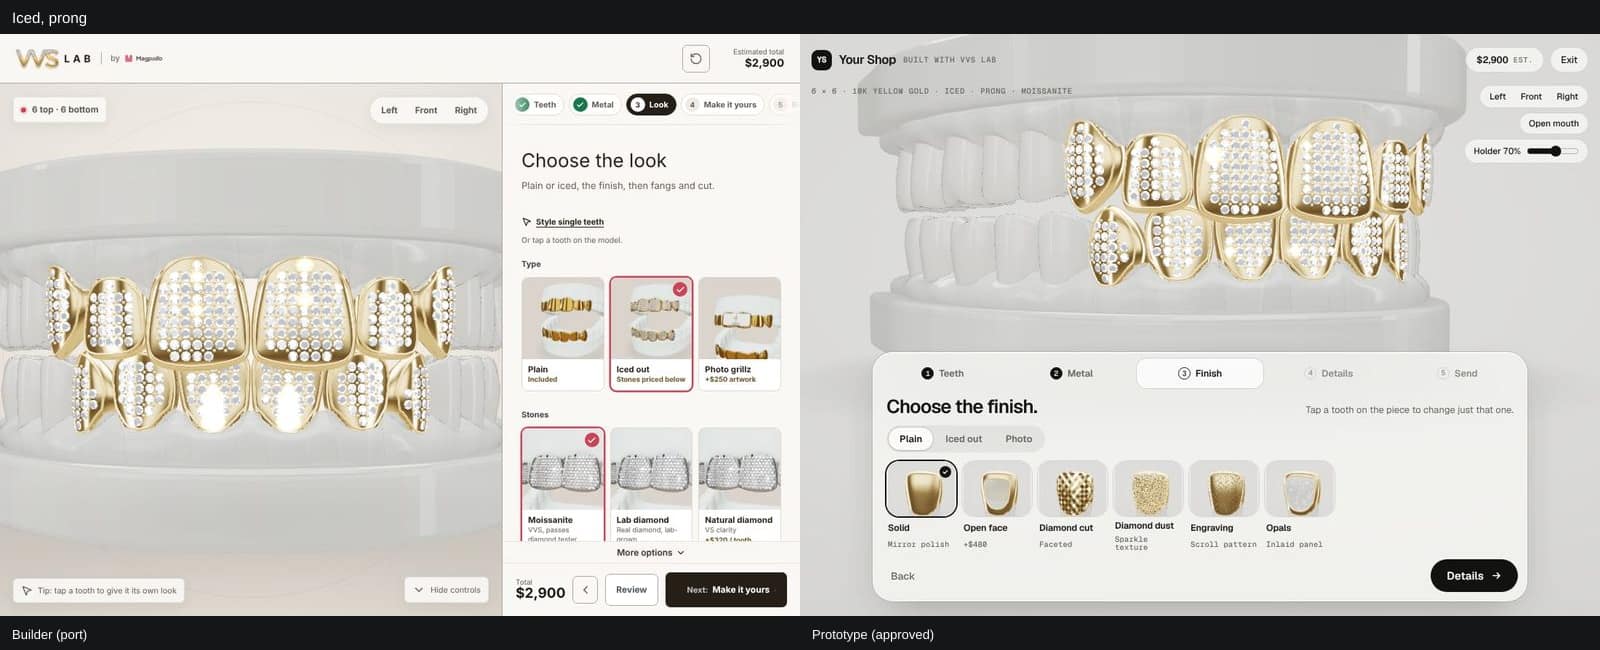 Iced, prong
VVS LAB by Magpudo
Estimated total
$2,900
6 top · 6 bottom
Left Front Right
Teeth Metal 3 Look 4 Make it yours 5
Choose the look
Plain or iced, the finish, then fangs and cut.
Style single teeth
Or tap a tooth on the model.
Type
Plain
Included
Iced out
Stones priced below
Photo grillz
+$250 artwork
Stones
Moissanite
VVS, passes
diamond tester
Lab diamond
Real diamond, lab-
grown
Natural diamond
VS clarity
+$320 / tooth
More options
Tip: tap a tooth to give it its own look
Hide controls
Total
$2,900
Review
Next: Make it yours
Builder (port)
YS Your Shop BUILT WITH VVS LAB
$2,900 EST. Exit
6 × 6 · 10K YELLOW GOLD · ICED · PRONG · MOISSANITE
Left Front Right
Open mouth
Holder 70%
1 Teeth 2 Metal 3 Finish 4 Details 5 Send
Choose the finish.
Tap a tooth on the piece to change just that one.
Plain Iced out Photo
Solid
Mirror polish
Open face
+$480
Diamond cut
Faceted
Diamond dust
Sparkle
texture
Engraving
Scroll pattern
Opals
Inlaid panel
Back
Details
Prototype (approved)